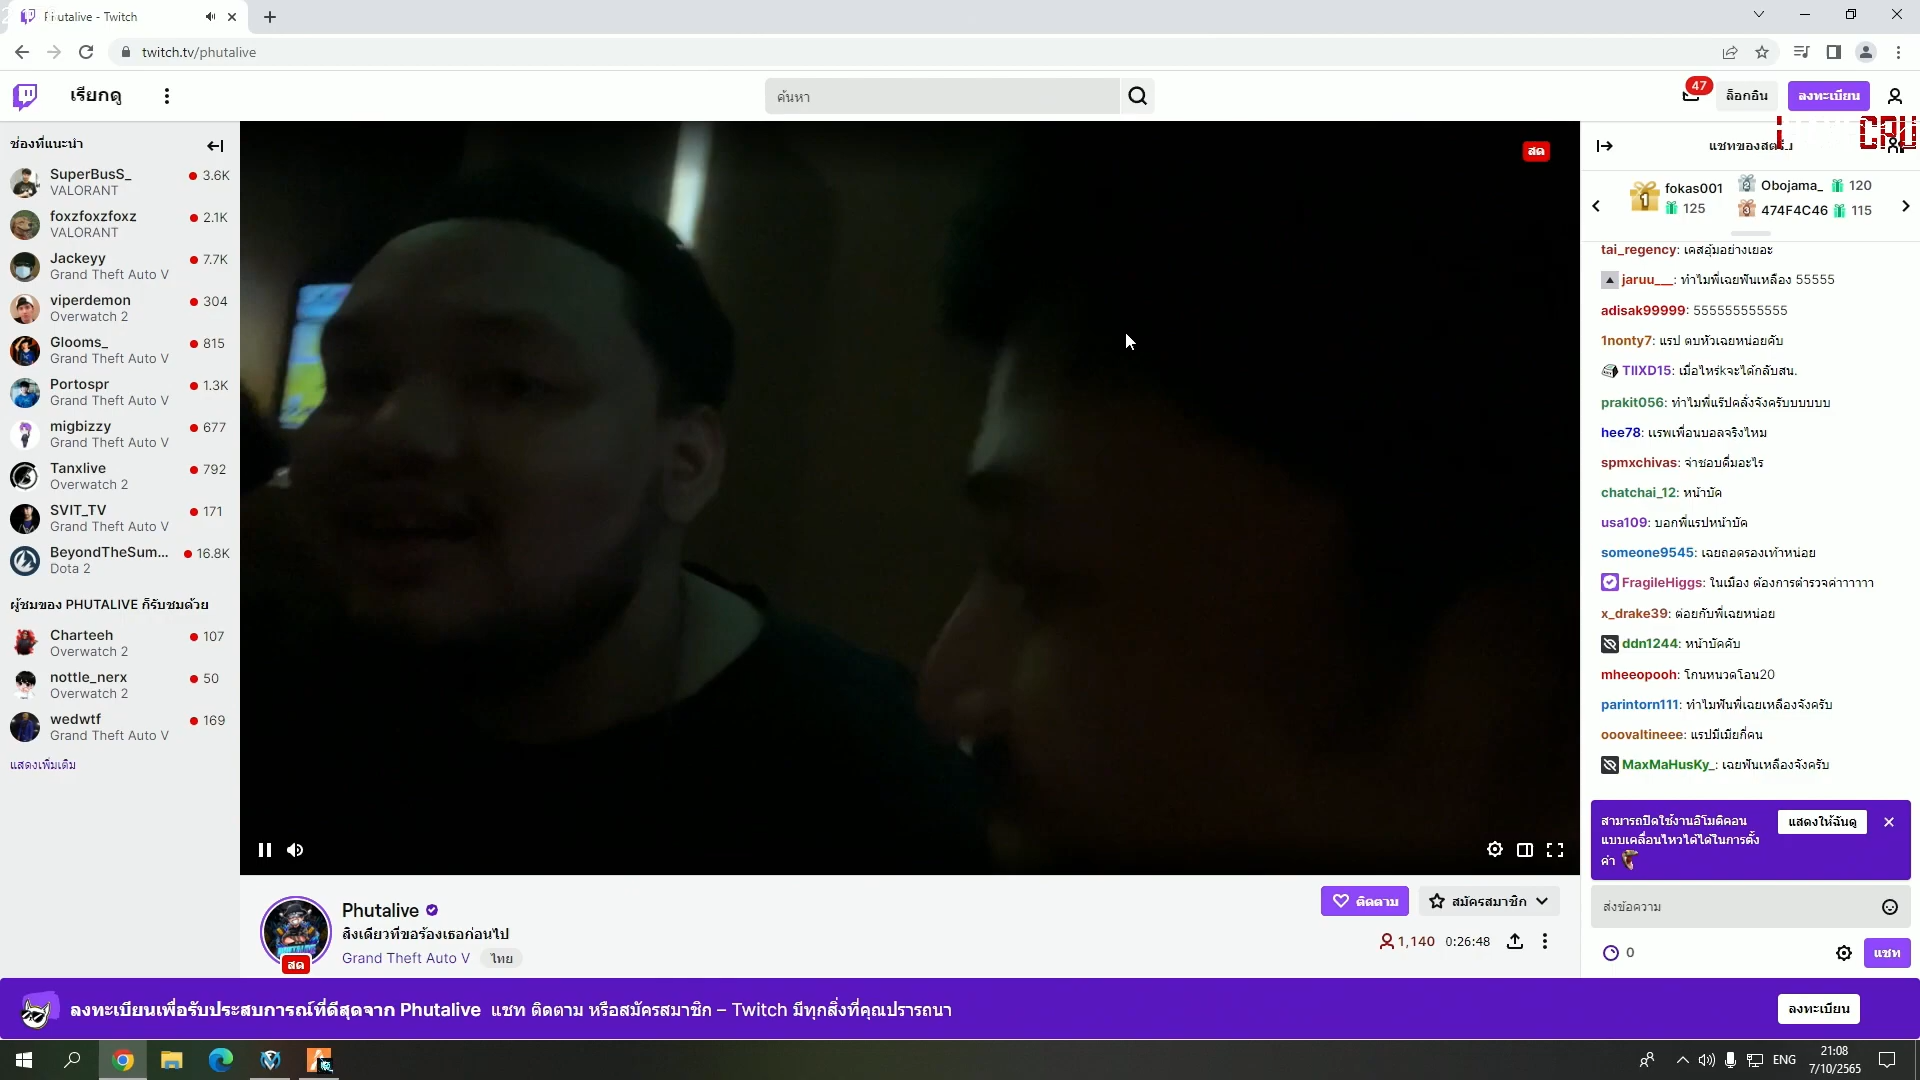 Phutalive - Twitch
twitch.tv/phutalive
เรียกดู
ค้นหา
47
ล็อกอิน
ลงทะเบียน
ช่องที่แนะนำ
SuperBusS_
3.6K
VALORANT
foxzfoxzfoxz
2.1K
VALORANT
Jackeyy
7.7K
Grand Theft Auto V
viperdemon
304
Overwatch 2
Glooms_
815
Grand Theft Auto V
Portospr
1.3K
Grand Theft Auto V
migbizzy
677
Grand Theft Auto V
Tanxlive
792
Overwatch 2
SVIT_TV
171
Grand Theft Auto V
BeyondTheSum...
16.8K
Dota 2
ผู้ชมของ PHUTALIVE ก็รับชมด้วย
Charteeh
107
Overwatch 2
nottle_nerx
50
Overwatch 2
wedwtf
169
Grand Theft Auto V
แสดงเพิ่มเติม
สด
Phutalive
สิ่งเดียวที่ขอร้องเธอก่อนไป
Grand Theft Auto V
ไทย
สด
ติดตาม
สมัครสมาชิก
1,140
0:26:48
CPU
แชทของสตรีม
1
fokas001
125
2
Obojama_
120
3
474F4C46
115
tai_regency: เคสอุ้มอย่างเยอะ
jaruu___: ทำไมพี่เฉยฟันเหลือง 55555
adisak99999: 555555555555
1nonty7: แรป ตบหัวเฉยหน่อยคับ
TIIXD15: เมื่อไหร่kจะได้กลับสน.
prakit056: ทำไมพี่แร๊ปคลั่งจังครับบบบบ
hee78: แรพเพื่อนบอลจริงไหม
spmxchivas: จ่าชอบดื่มอะไร
chatchai_12: หน้าบัค
usa109: บอกพี่แรปหน้าบัค
someone9545: เฉยถอดรองเท้าหน่อย
FragileHiggs: ในเมือง ต้องการตำรวจค่าาาาาา
x_drake39: ต่อยกับพี่เฉยหน่อย
ddn1244: หน้าบัคคับ
mheeopooh: โกนหนวดโอน20
parintorn111: ทำไมฟันพี่เฉยเหลืองจังครับ
ooovaltineee: แรปมีเมียกี่คน
MaxMaHusKy_: เฉยฟันเหลืองจังครับ
สามารถปิดใช้งานอิโมติคอน
แบบเคลื่อนไหวได้ได้ในการตั้ง
ค่า
แสดงให้ฉันดู
ส่งข้อความ
0
แชท
ลงทะเบียนเพื่อรับประสบการณ์ที่ดีสุดจาก Phutalive แชท ติดตาม หรือสมัครสมาชิก – Twitch มีทุกสิ่งที่คุณปรารถนา
ลงทะเบียน
ENG
21:08
7/10/2565